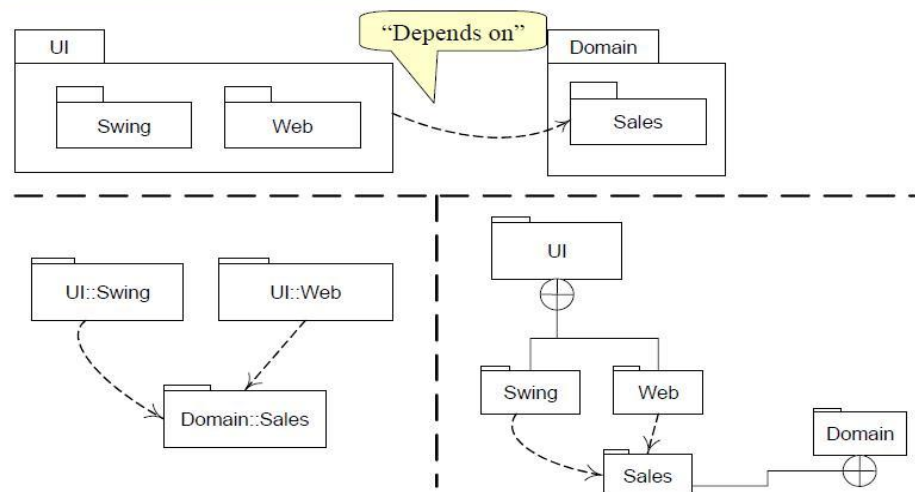 UI
“Depends on”
Domain
Swing
Web
Sales
UI::Swing
UI::Web
Domain::Sales
UI
Swing
Web
Domain
Sales